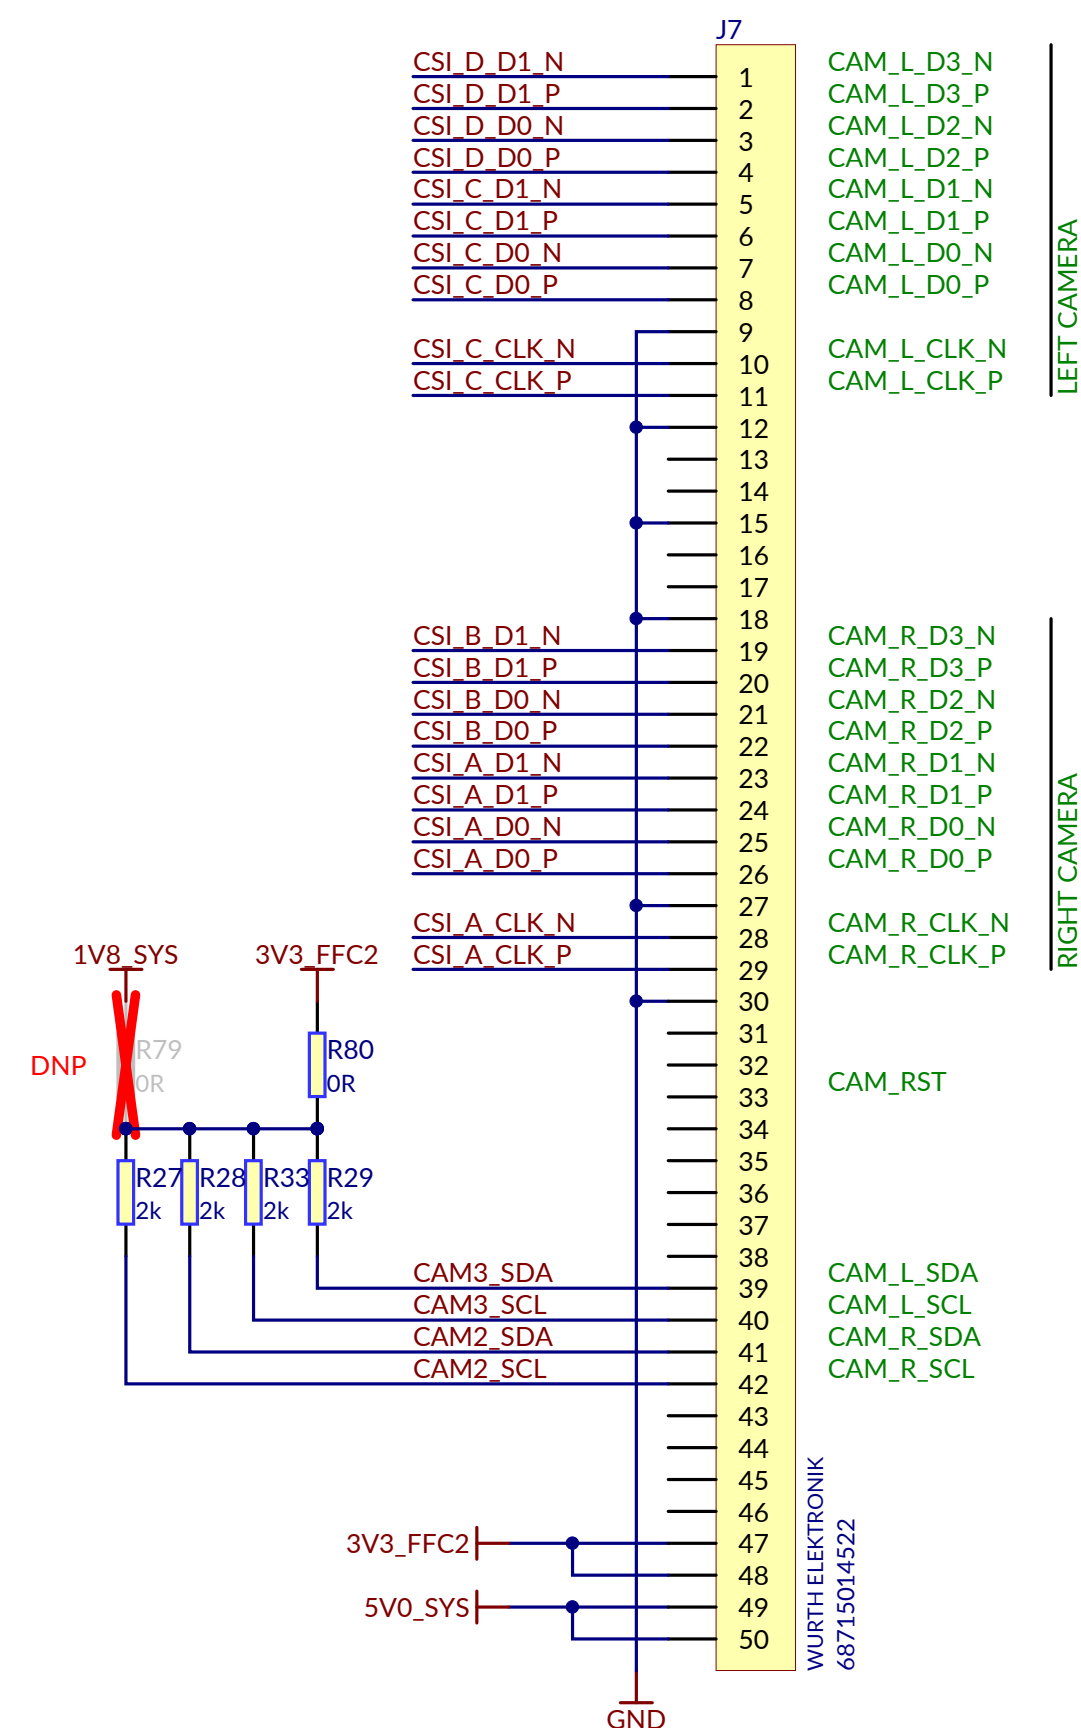 J7
CSI_D_D1_N 1 CAM_L_D3_N
CSI_D_D1_P 2 CAM_L_D3_P
CSI_D_D0_N 3 CAM_L_D2_N
CSI_D_D0_P 4 CAM_L_D2_P
CSI_C_D1_N 5 CAM_L_D1_N
CSI_C_D1_P 6 CAM_L_D1_P
CSI_C_D0_N 7 CAM_L_D0_N
CSI_C_D0_P 8 CAM_L_D0_P
9
CSI_C_CLK_N 10 CAM_L_CLK_N
CSI_C_CLK_P 11 CAM_L_CLK_P
LEFT CAMERA
12
13
14
15
16
17
18
CSI_B_D1_N 19 CAM_R_D3_N
CSI_B_D1_P 20 CAM_R_D3_P
CSI_B_D0_N 21 CAM_R_D2_N
CSI_B_D0_P 22 CAM_R_D2_P
CSI_A_D1_N 23 CAM_R_D1_N
CSI_A_D1_P 24 CAM_R_D1_P
CSI_A_D0_N 25 CAM_R_D0_N
CSI_A_D0_P 26 CAM_R_D0_P
27
CSI_A_CLK_N 28 CAM_R_CLK_N
CSI_A_CLK_P 29 CAM_R_CLK_P
RIGHT CAMERA
1V8_SYS 3V3_FFC2
30
31
32
33 CAM_RST
34
35
36
37
38
DNP R79 R80
0R 0R
R27 R28 R33 R29
2k 2k 2k 2k
CAM3_SDA 39 CAM_L_SDA
CAM3_SCL 40 CAM_L_SCL
CAM2_SDA 41 CAM_R_SDA
CAM2_SCL 42 CAM_R_SCL
43
44
45
46
3V3_FFC2 47
48
5V0_SYS 49
50
WURTH ELEKTRONIK
68715014522
GND